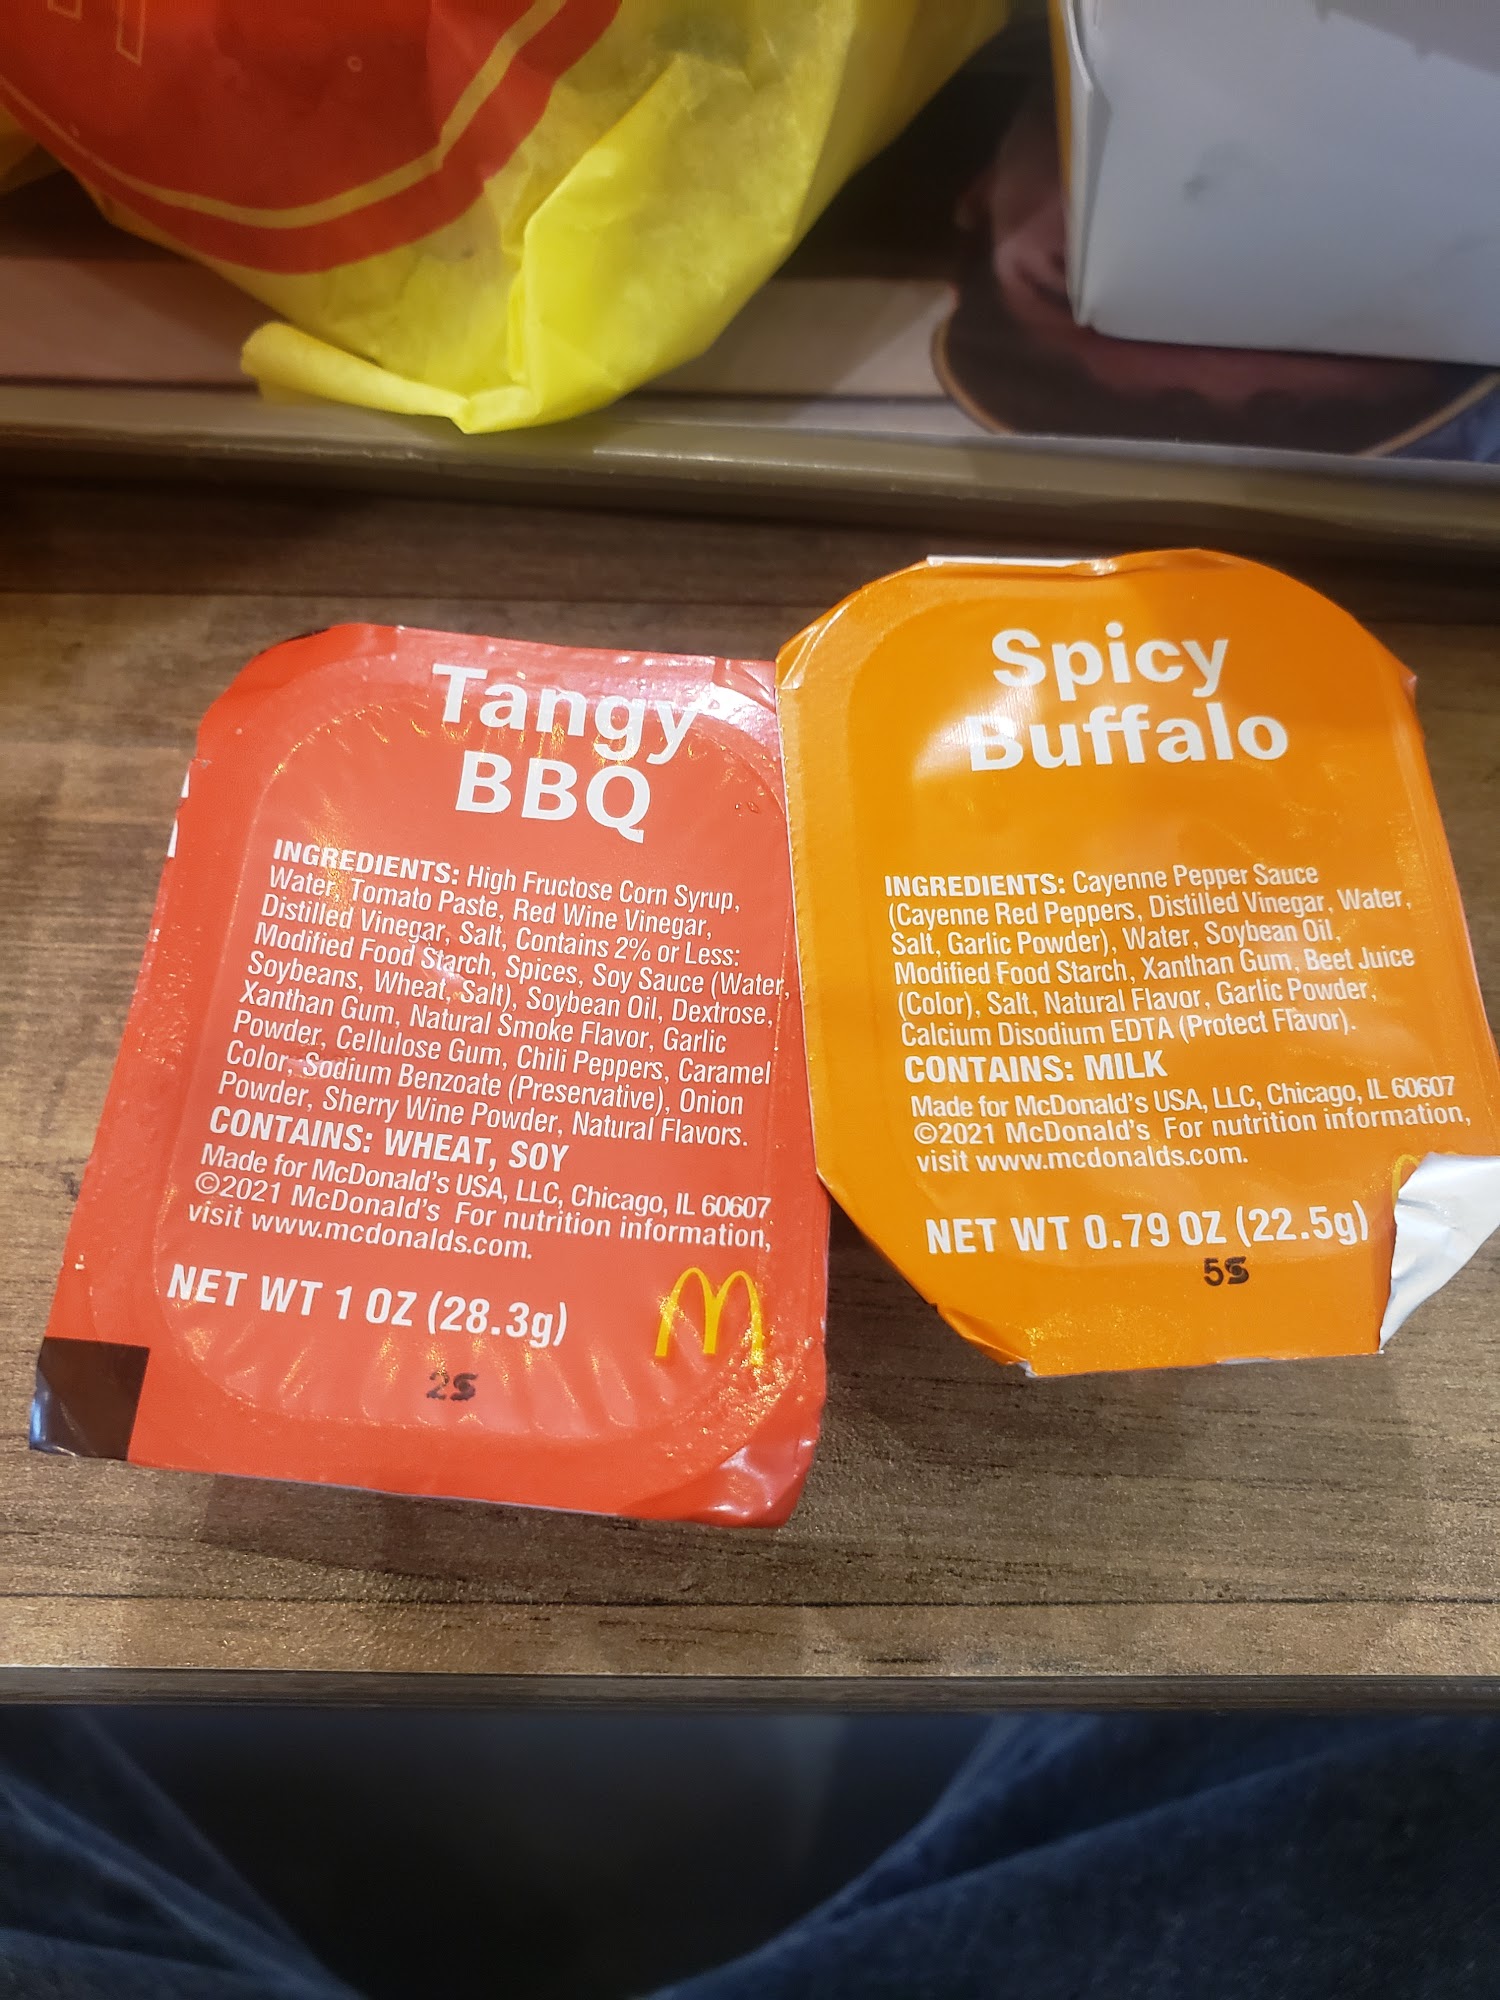 Tangy
BBQ
INGREDIENTS: High Fructose Corn Syrup,
Water, Tomato Paste, Red Wine Vinegar,
Distilled Vinegar, Salt, Contains 2% or Less:
Modified Food Starch, Spices, Soy Sauce (Water,
Soybeans, Wheat, Salt), Soybean Oil, Dextrose,
Xanthan Gum, Natural Smoke Flavor, Garlic
Powder, Cellulose Gum, Chili Peppers, Caramel
Color, Sodium Benzoate (Preservative), Onion
Powder, Sherry Wine Powder, Natural Flavors.
CONTAINS: WHEAT, SOY
Made for McDonald's USA, LLC, Chicago, IL 60607
©2021 McDonald's For nutrition information,
visit www.mcdonalds.com.
NET WT 1 OZ (28.3g)
2S
Spicy
Buffalo
INGREDIENTS: Cayenne Pepper Sauce
(Cayenne Red Peppers, Distilled Vinegar, Water,
Salt, Garlic Powder), Water, Soybean Oil,
Modified Food Starch, Xanthan Gum, Beet Juice
(Color), Salt, Natural Flavor, Garlic Powder,
Calcium Disodium EDTA (Protect Flavor).
CONTAINS: MILK
Made for McDonald's USA, LLC, Chicago, IL 60607
©2021 McDonald's For nutrition information,
visit www.mcdonalds.com.
NET WT 0.79 OZ (22.5g)
5S